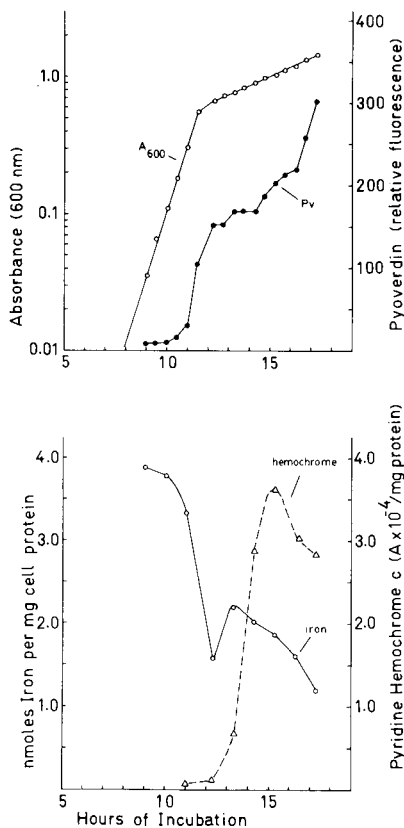 400
1.0
300
A600
Absorbance (600 nm)
Pyoverdin (relative fluorescence)
200
0.1
Pv
100
0.01
5 10 15
4.0 4.0
hemochrome
nmoles Iron per mg cell protein
Pyridine Hemochrome c (A x10-4/mg protein)
3.0 3.0
2.0 2.0
iron
1.0 1.0
5 10 15
Hours of Incubation